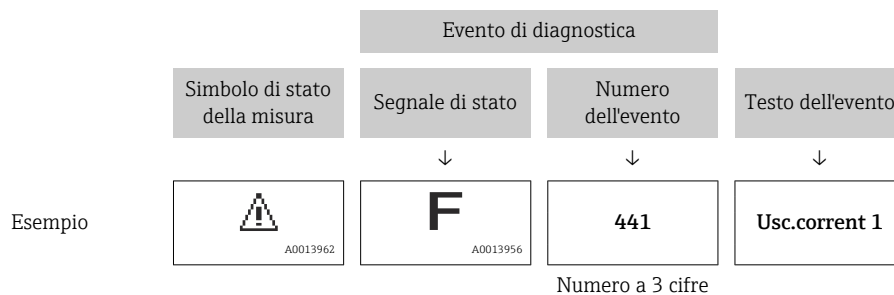 Evento di diagnostica
Simbolo di stato
della misura
Segnale di stato
Numero
dell'evento
Testo dell'evento
↓ ↓ ↓
Esempio
A0013962
F
A0013956
441
Usc.corrent 1
Numero a 3 cifre